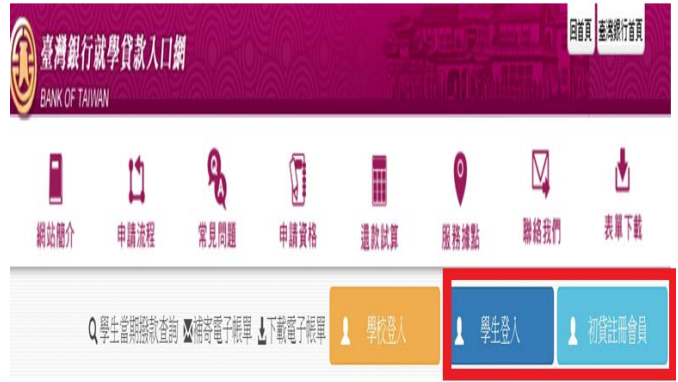 回首頁 臺灣銀行首頁
臺灣銀行就學貸款入口網
BANK OF TAIWAN
網站簡介 申請流程 常見問題 申請資格 還款試算 服務據點 聯絡我們 表單下載
學生當期撥款查詢 補寄電子帳單 下載電子帳單 學校登入 學生登入 初貸註冊會員